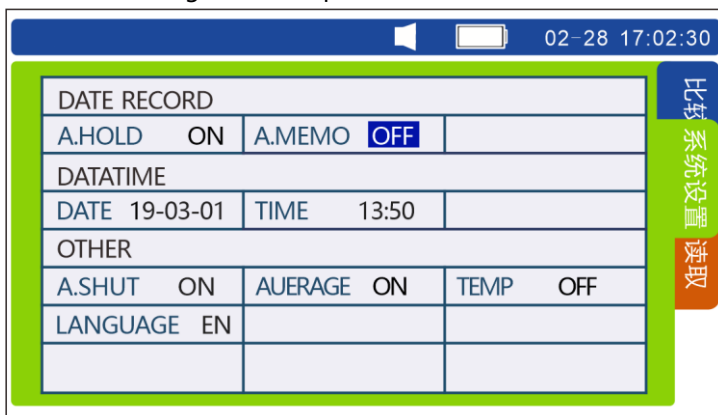 02-28 17:02:30
DATE RECORD
A.HOLD ON A.MEMO OFF
DATATIME
DATE 19-03-01 TIME 13:50
OTHER
A.SHUT ON AUERAGE ON TEMP OFF
LANGUAGE EN
比较
系统设置
读取